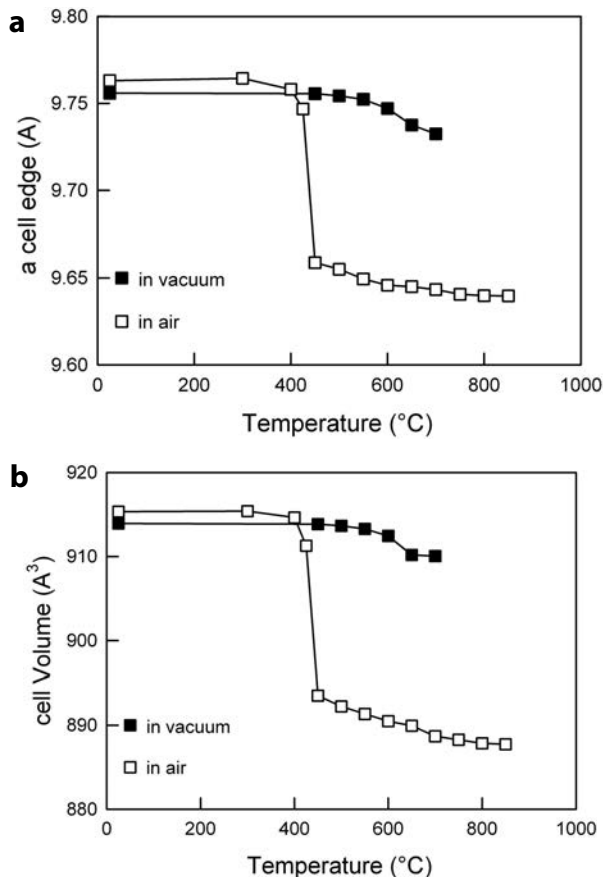 a
9.80
9.75
9.70
9.65
9.60
a cell edge (A)
in vacuum
in air
0 200 400 600 800 1000
Temperature (°C)
b
920
910
900
890
880
cell Volume (A³)
in vacuum
in air
0 200 400 600 800 1000
Temperature (°C)